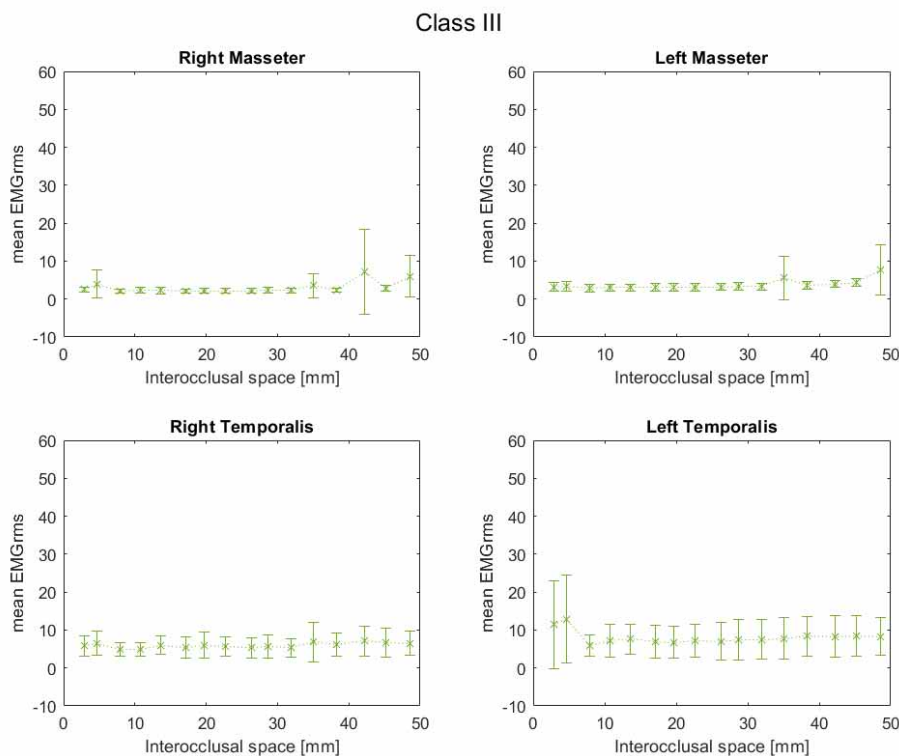 Class III
Right Masseter
60
50
40
30
20
10
0
-10
mean EMGrms
0 10 20 30 40 50
Interocclusal space [mm]
Left Masseter
60
50
40
30
20
10
0
-10
mean EMGrms
0 10 20 30 40 50
Interocclusal space [mm]
Right Temporalis
60
50
40
30
20
10
0
-10
mean EMGrms
0 10 20 30 40 50
Interocclusal space [mm]
Left Temporalis
60
50
40
30
20
10
0
-10
mean EMGrms
0 10 20 30 40 50
Interocclusal space [mm]